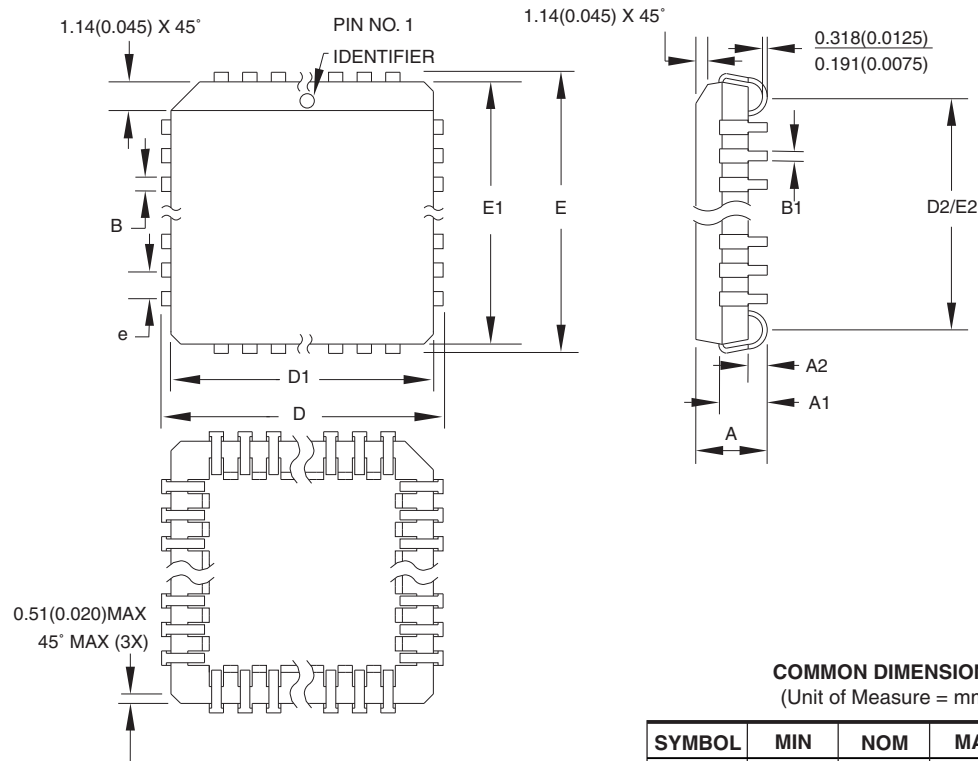 1.14(0.045) X 45˚
PIN NO. 1
IDENTIFIER
1.14(0.045) X 45˚
0.318(0.0125)
0.191(0.0075)
B
e
E1
E
B1
D2/E2
D1
D
A2
A1
A
0.51(0.020)MAX
45˚ MAX (3X)
COMMON DIMENSION
(Unit of Measure = mm
SYMBOL MIN NOM MA